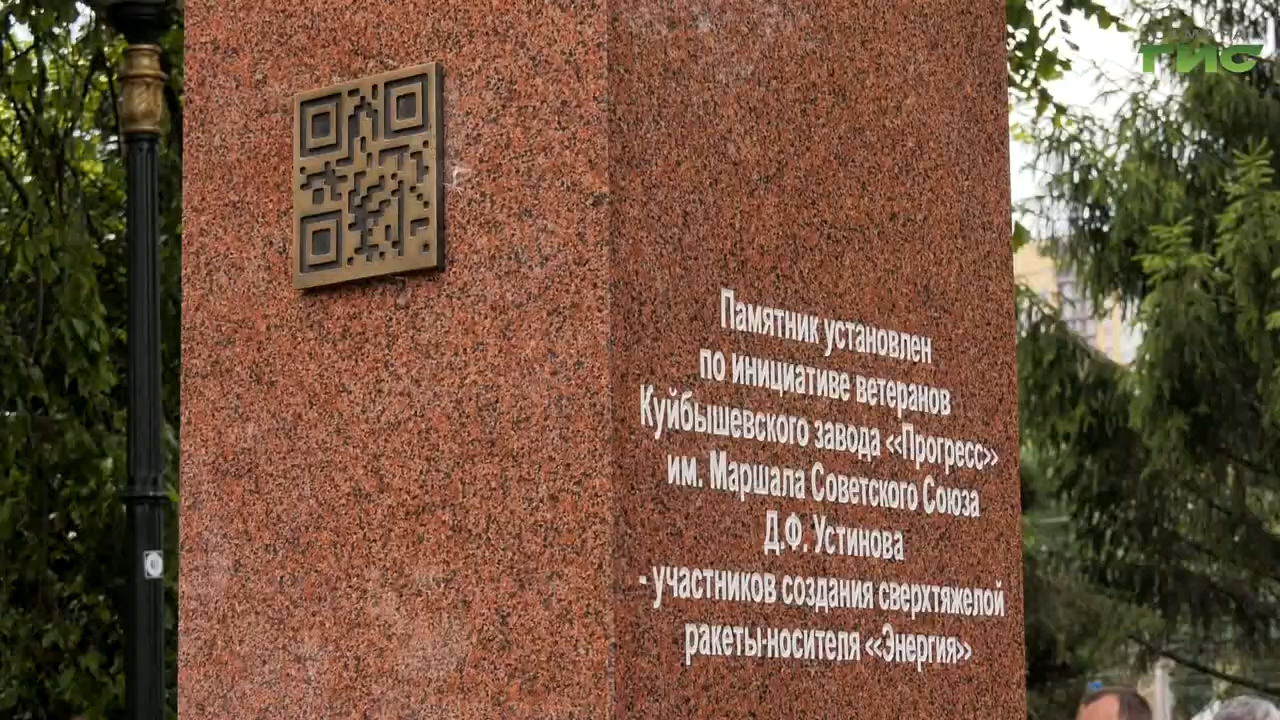 ГИС
Памятник установлен
по инициативе ветеранов
Куйбышевского завода «Прогресс»
им. Маршала Советского Союза
Д.Ф. Устинова
- участников создания сверхтяжелой
ракеты-носителя «Энергия»